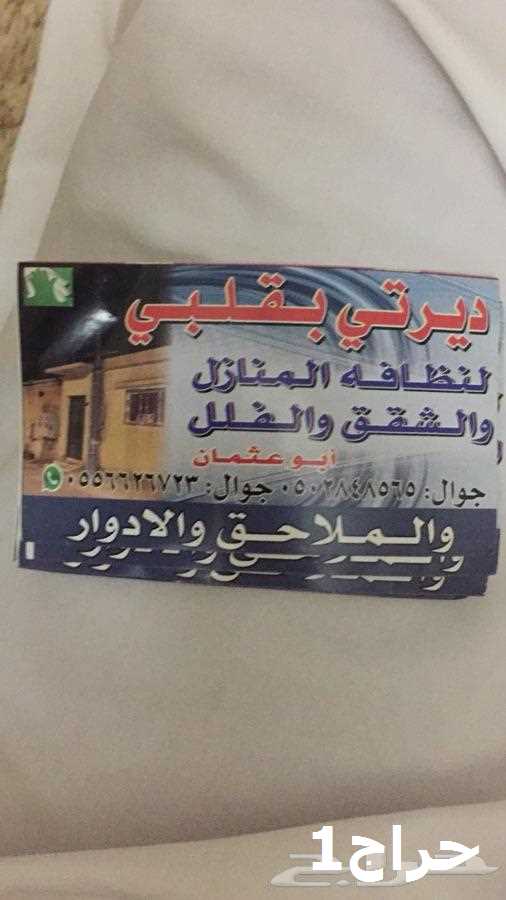 ديرتي بقلبي
لنظافه المنازل
والشقق والفلل
أبو عثمان
جوال: ٠٥٠٢٨٤٨٥٦٥ جوال: ٠٥٥٦٦٢٦٧٢٣
والملاحق والادوار
حراج1